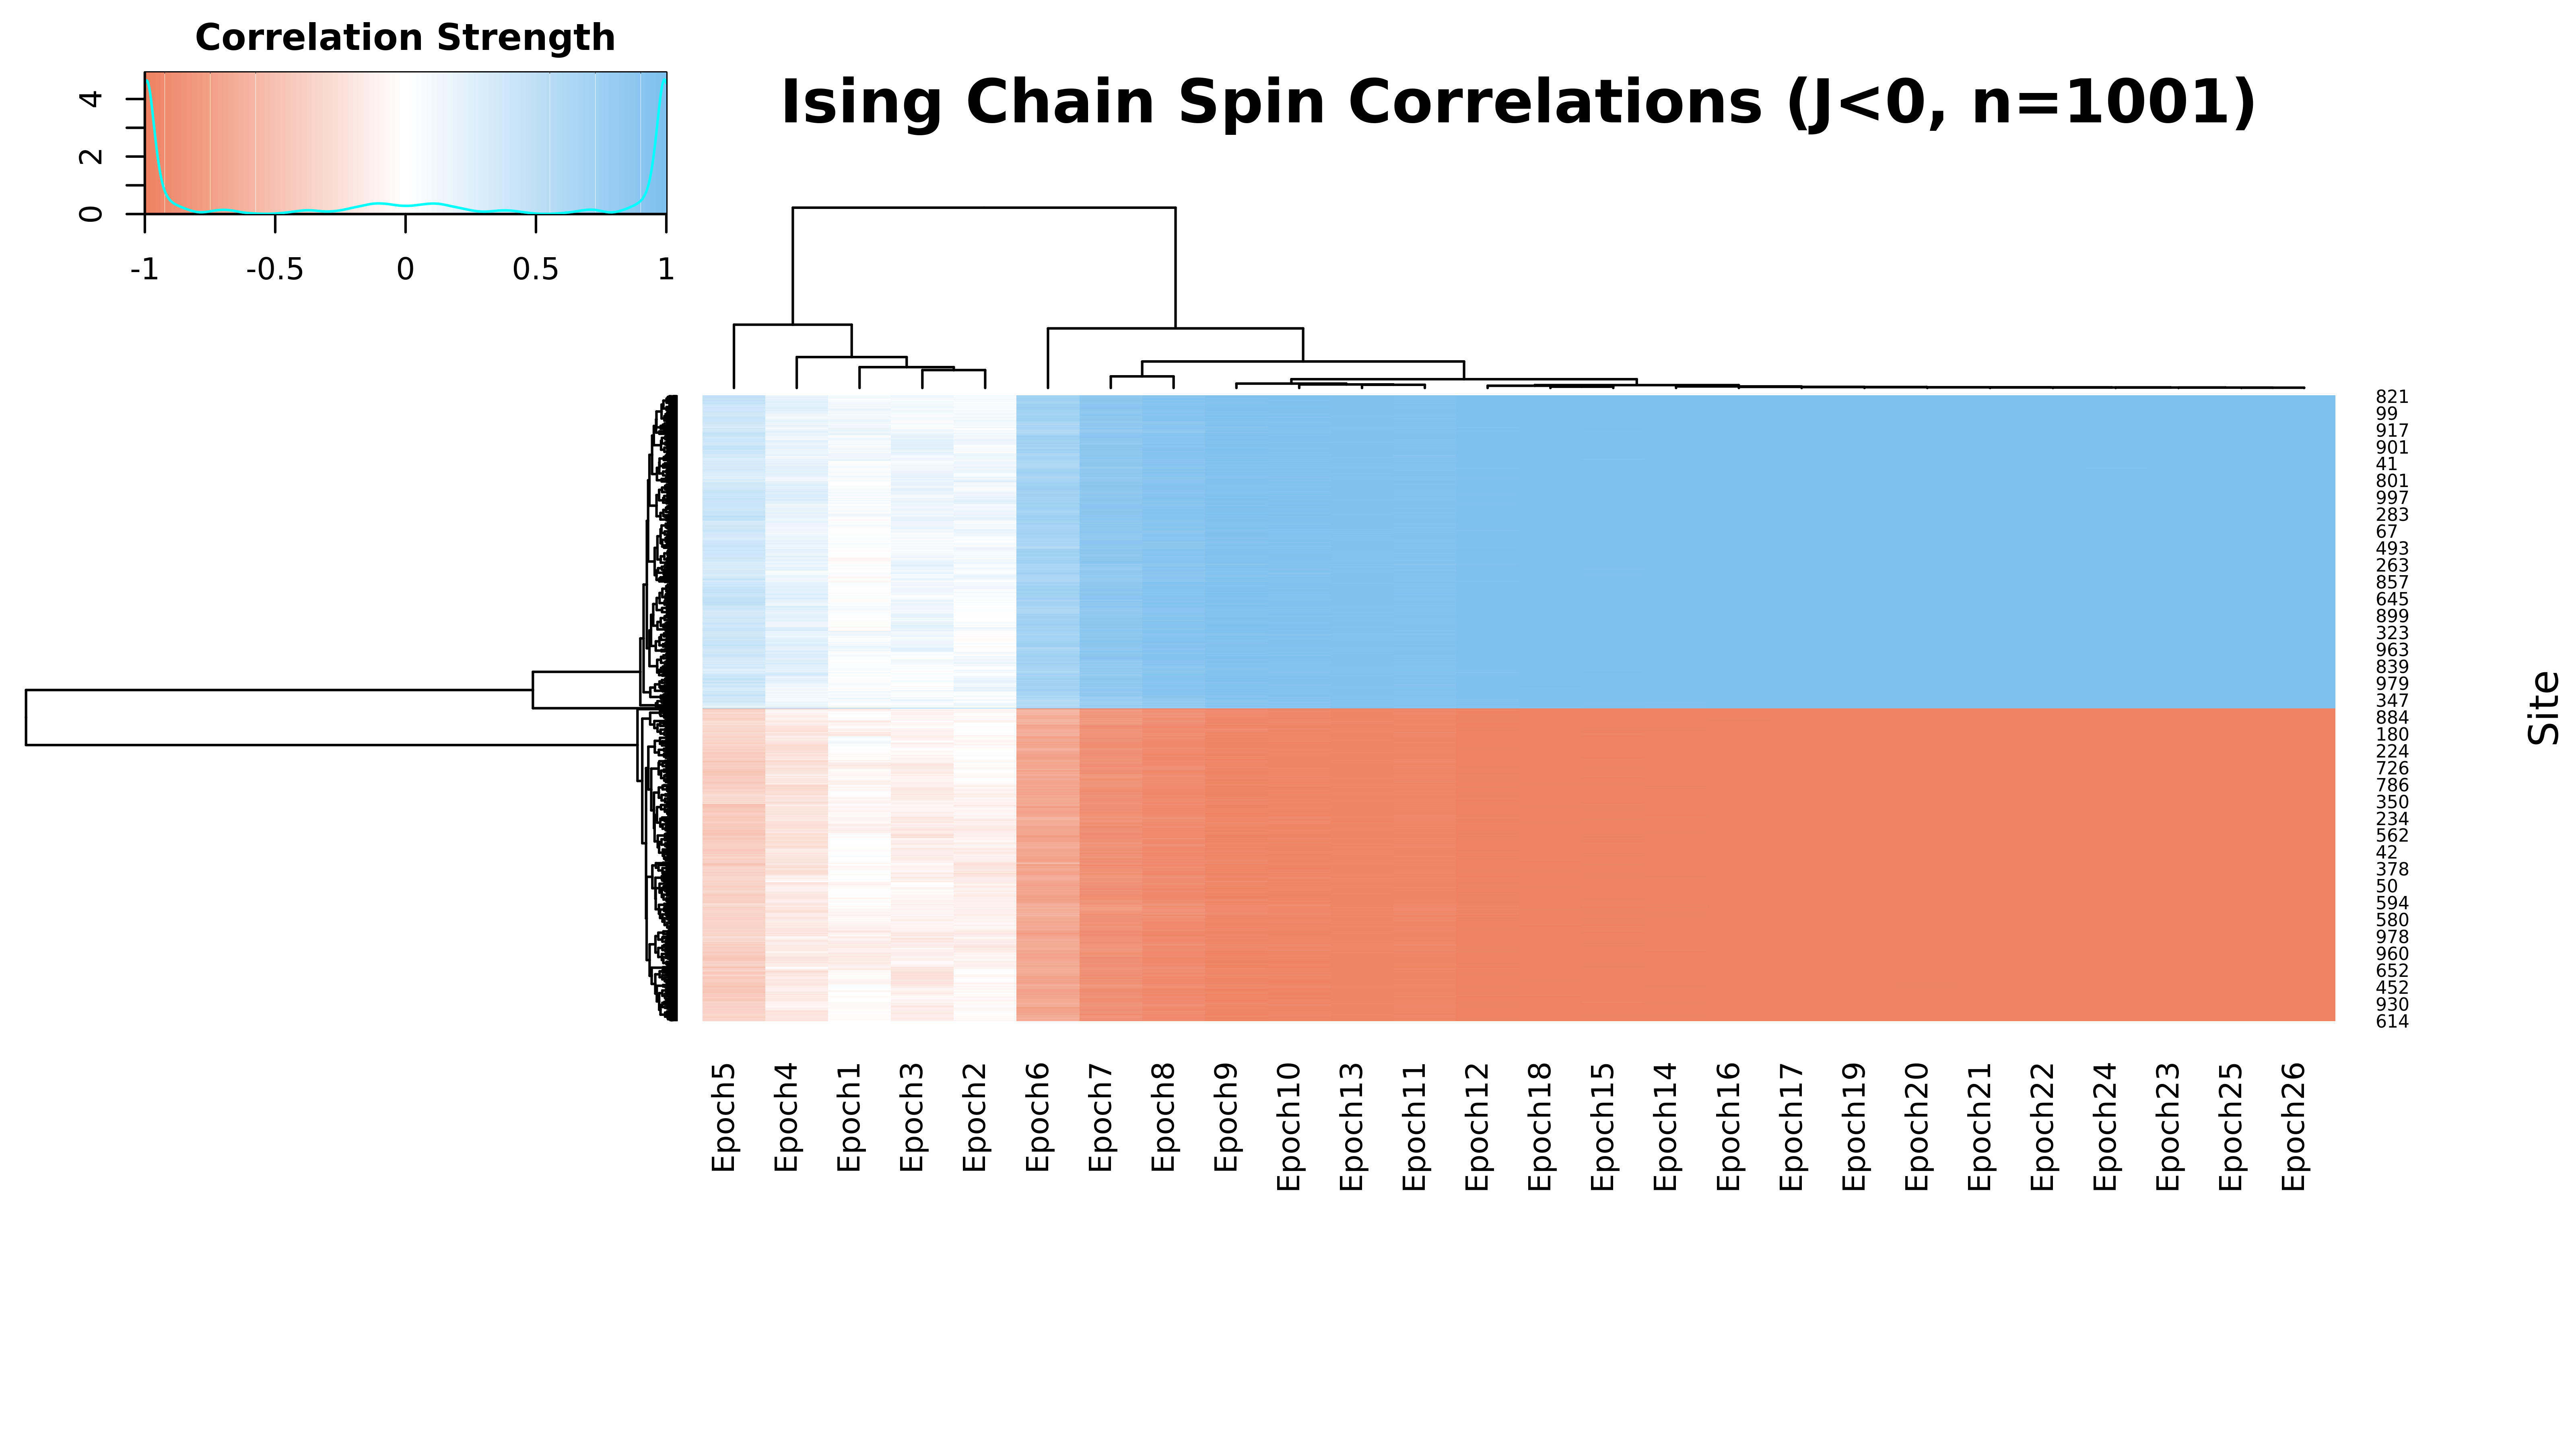 Correlation Strength
4
2
0
-1 -0.5 0 0.5 1
Ising Chain Spin Correlations (J<0, n=1001)
821
99
917
901
41
801
997
283
67
493
263
857
645
899
323
963
839
979
347
884
180
224
726
786
350
234
562
42
378
50
594
580
978
960
652
452
930
614
Site
Epoch5
Epoch4
Epoch1
Epoch3
Epoch2
Epoch6
Epoch7
Epoch8
Epoch9
Epoch10
Epoch13
Epoch11
Epoch12
Epoch18
Epoch15
Epoch14
Epoch16
Epoch17
Epoch19
Epoch20
Epoch21
Epoch22
Epoch24
Epoch23
Epoch25
Epoch26